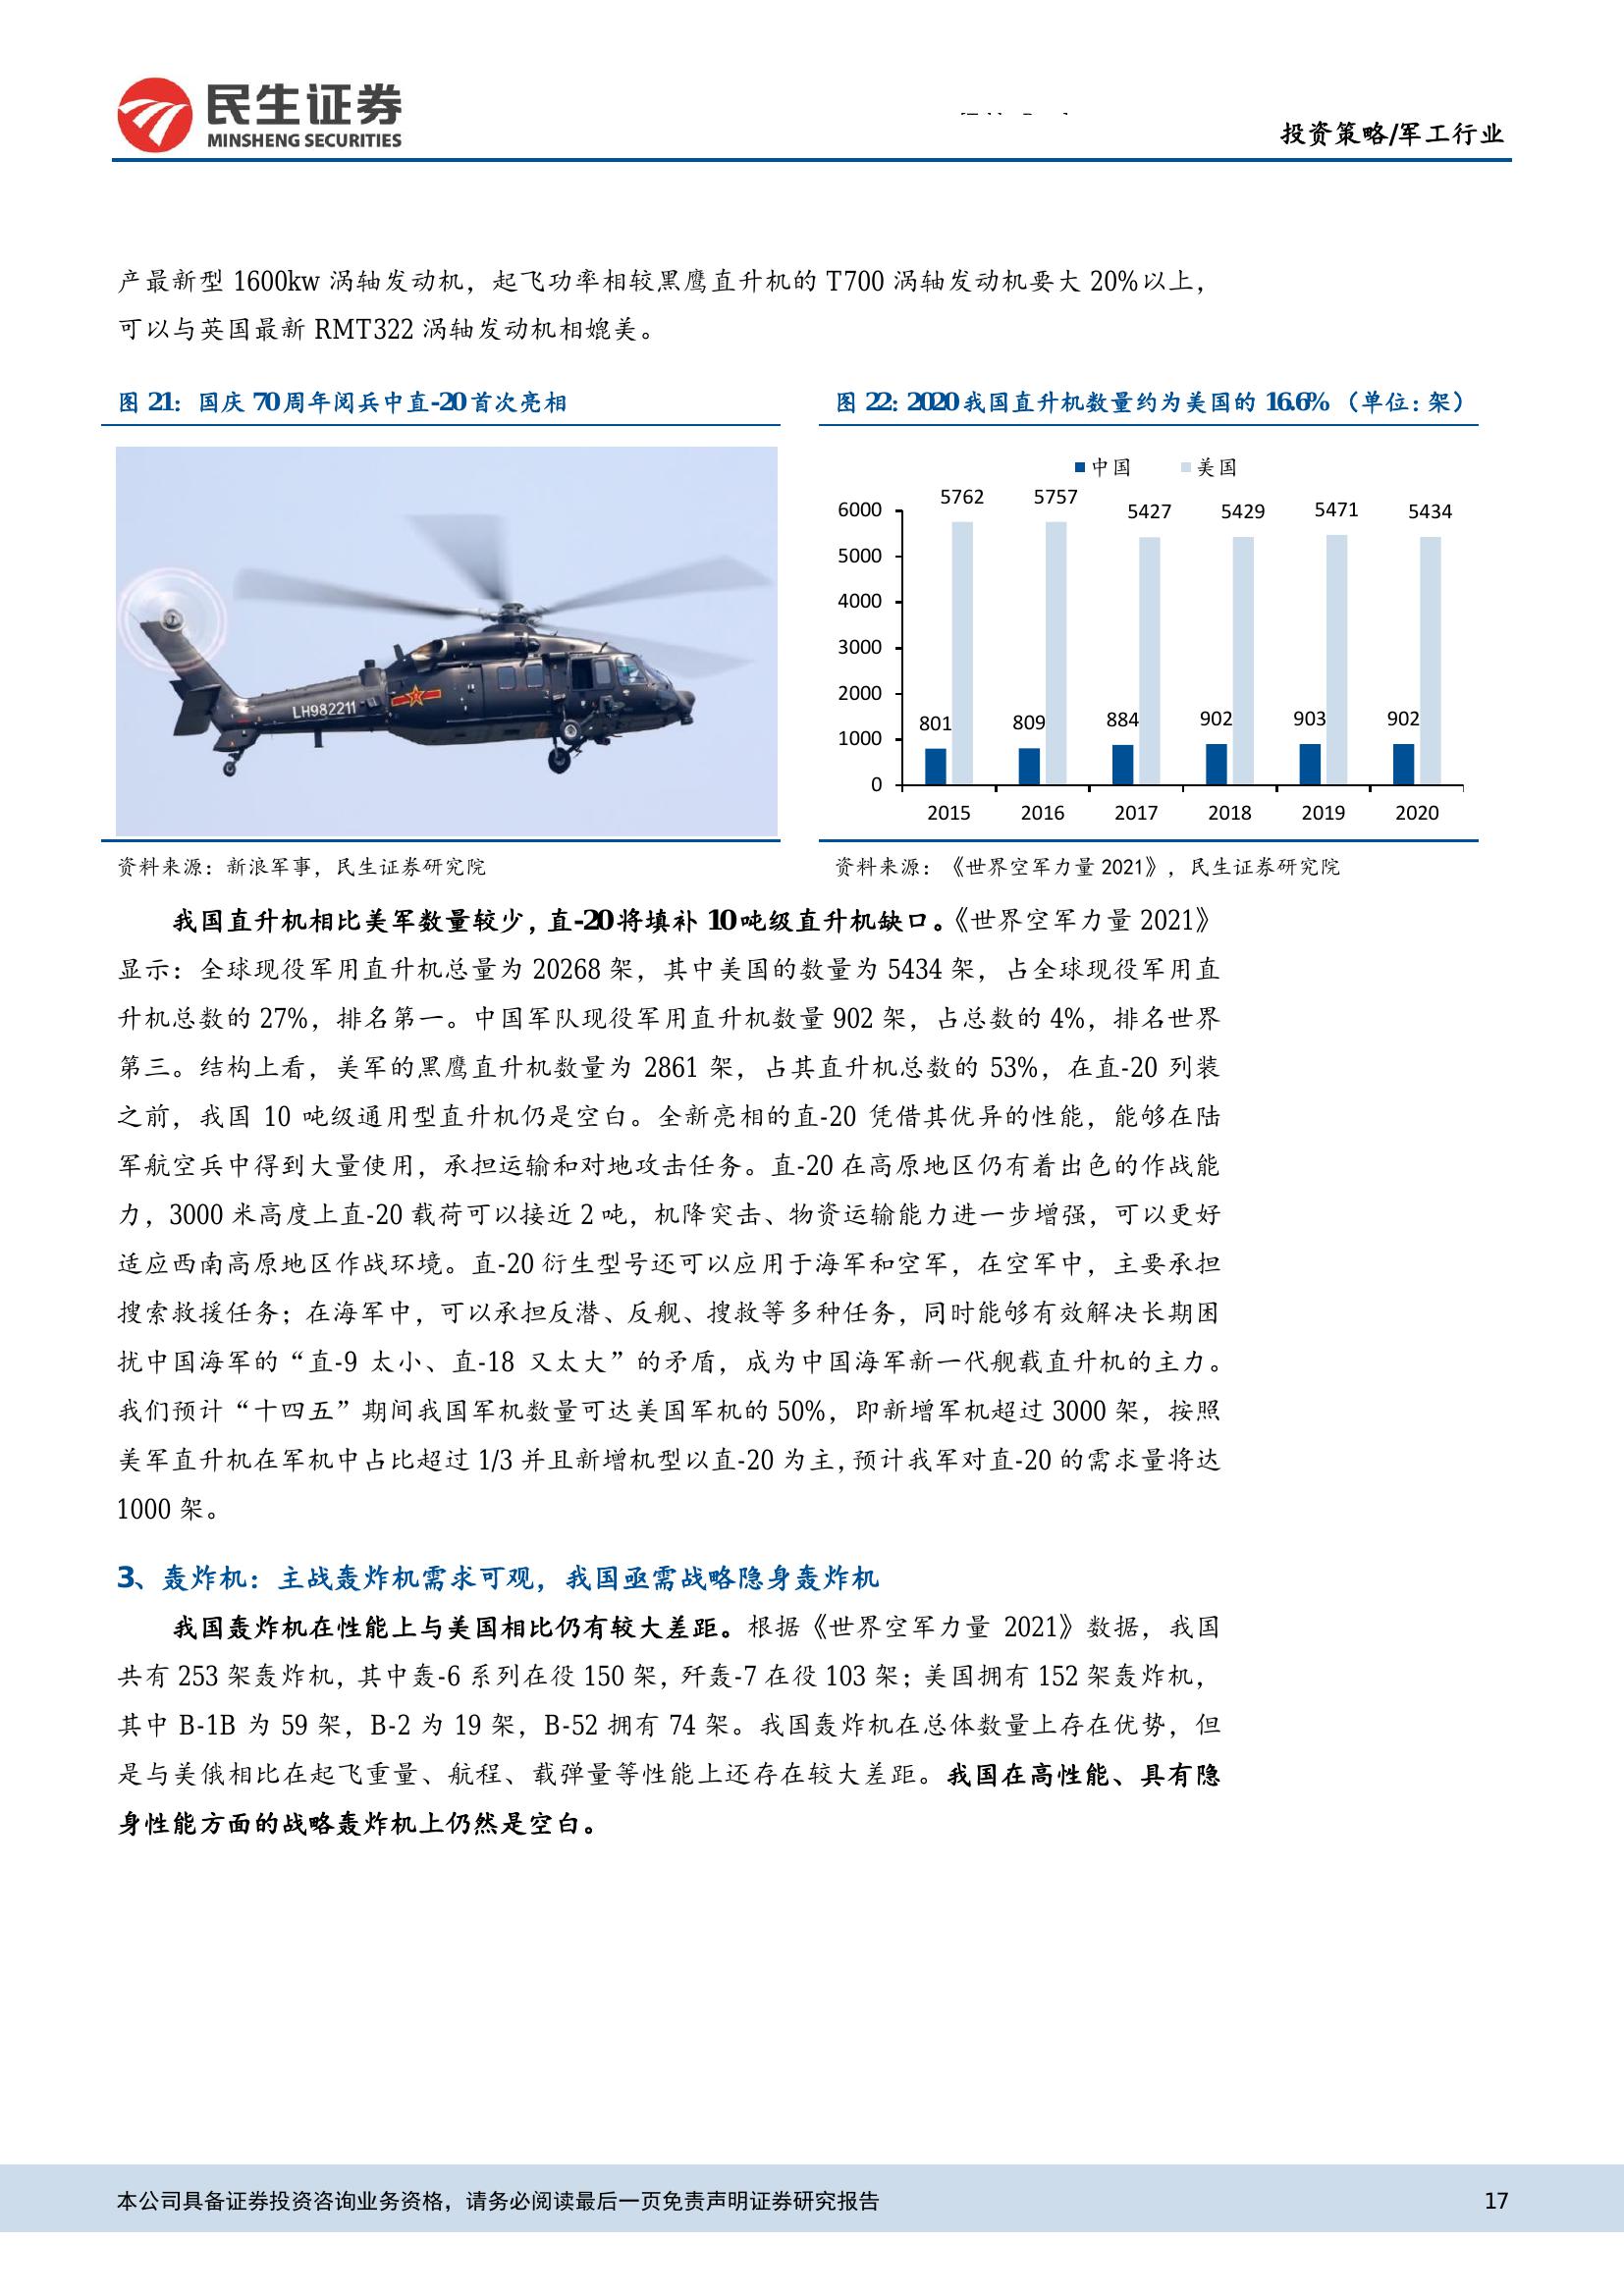 民生证券
MINSHENG SECURITIES
投资策略/军工行业
产最新型 1600kw 涡轴发动机，起飞功率相较黑鹰直升机的 T700 涡轴发动机要大 20%以上，
可以与英国最新 RMT322 涡轴发动机相媲美。
图 21：国庆 70 周年阅兵中直-20 首次亮相
LH982211
资料来源：新浪军事，民生证券研究院
图 22: 2020 我国直升机数量约为美国的 16.6% （单位: 架）
中国 美国
6000
5000
4000
3000
2000
1000
0
5762 5757 5427 5429 5471 5434
801 809 884 902 903 902
2015 2016 2017 2018 2019 2020
资料来源：《世界空军力量 2021》，民生证券研究院
我国直升机相比美军数量较少，直-20 将填补 10 吨级直升机缺口。《世界空军力量 2021》
显示：全球现役军用直升机总量为 20268 架，其中美国的数量为 5434 架，占全球现役军用直
升机总数的 27%，排名第一。中国军队现役军用直升机数量 902 架，占总数的 4%，排名世界
第三。结构上看，美军的黑鹰直升机数量为 2861 架，占其直升机总数的 53%，在直-20 列装
之前，我国 10 吨级通用型直升机仍是空白。全新亮相的直-20 凭借其优异的性能，能够在陆
军航空兵中得到大量使用，承担运输和对地攻击任务。直-20 在高原地区仍有着出色的作战能
力，3000 米高度上直-20 载荷可以接近 2 吨，机降突击、物资运输能力进一步增强，可以更好
适应西南高原地区作战环境。直-20 衍生型号还可以应用于海军和空军，在空军中，主要承担
搜索救援任务；在海军中，可以承担反潜、反舰、搜救等多种任务，同时能够有效解决长期困
扰中国海军的“直-9 太小、直-18 又太大”的矛盾，成为中国海军新一代舰载直升机的主力。
我们预计“十四五”期间我国军机数量可达美国军机的 50%，即新增军机超过 3000 架，按照
美军直升机在军机中占比超过 1/3 并且新增机型以直-20 为主，预计我军对直-20 的需求量将达
1000 架。
3、轰炸机：主战轰炸机需求可观，我国亟需战略隐身轰炸机
我国轰炸机在性能上与美国相比仍有较大差距。根据《世界空军力量 2021》数据，我国
共有 253 架轰炸机，其中轰-6 系列在役 150 架，歼轰-7 在役 103 架；美国拥有 152 架轰炸机，
其中 B-1B 为 59 架，B-2 为 19 架，B-52 拥有 74 架。我国轰炸机在总体数量上存在优势，但
是与美俄相比在起飞重量、航程、载弹量等性能上还存在较大差距。我国在高性能、具有隐
身性能方面的战略轰炸机上仍然是空白。
本公司具备证券投资咨询业务资格，请务必阅读最后一页免责声明证券研究报告
17